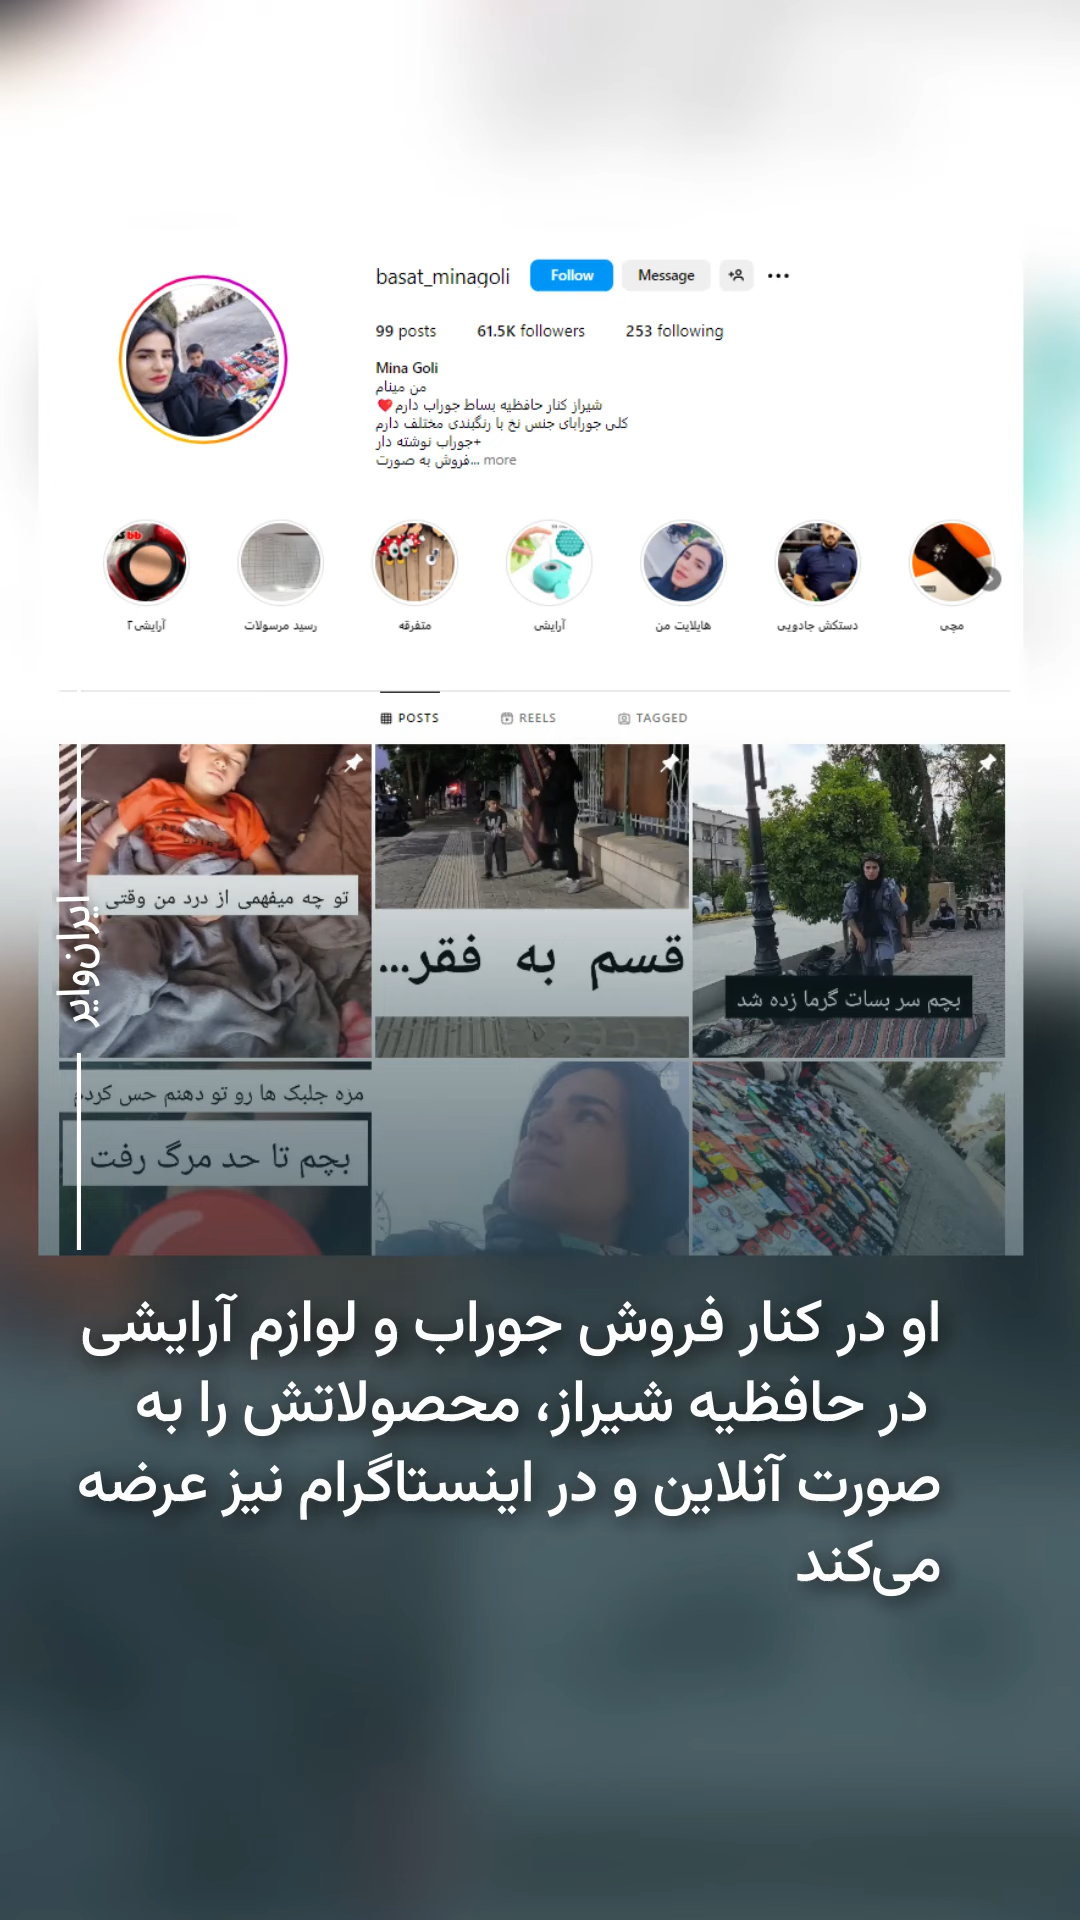 basat_minagoli Follow Message
99 posts 61.5K followers 253 following
Mina Goli
من مینام
شیراز کنار حافظیه بساط جوراب دارم❤️
کلی جورابای جنس نخ با رنگبندی مختلف دارم
+جوراب نوشته دار
فروش به صورت... more
آرایشی۲ رسید مرسولات متفرقه آرایشی هایلایت من دستکش جادویی مچی
POSTS REELS TAGGED
تو چه میفهمی از درد من وقتی
قسم به فقر...
بچم سر بسات گرما زده شد
ایران‌وایر
مزه جلبک ها رو تو دهنم حس کردم
بچم تا حد مرگ رفت
او در کنار فروش جوراب و لوازم آرایشی
در حافظیه شیراز، محصولاتش را به
صورت آنلاین و در اینستاگرام نیز عرضه
می‌کند